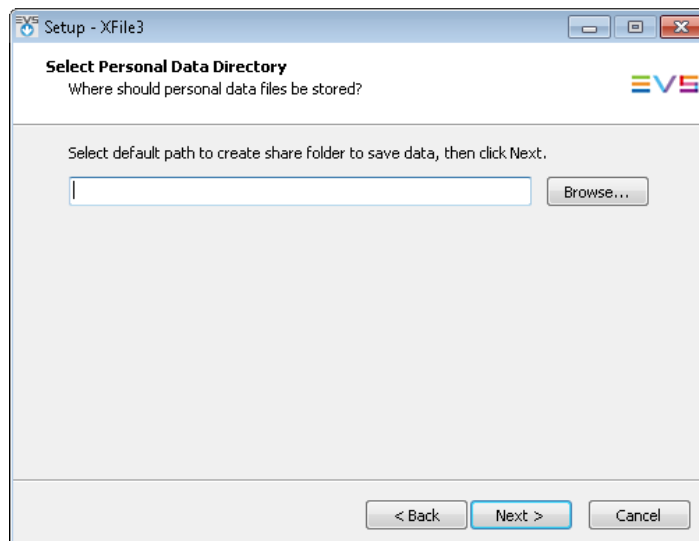 EVS Setup - XFile3
Select Personal Data Directory
Where should personal data files be stored?
EVS
Select default path to create share folder to save data, then click Next.
Browse...
< Back
Next >
Cancel